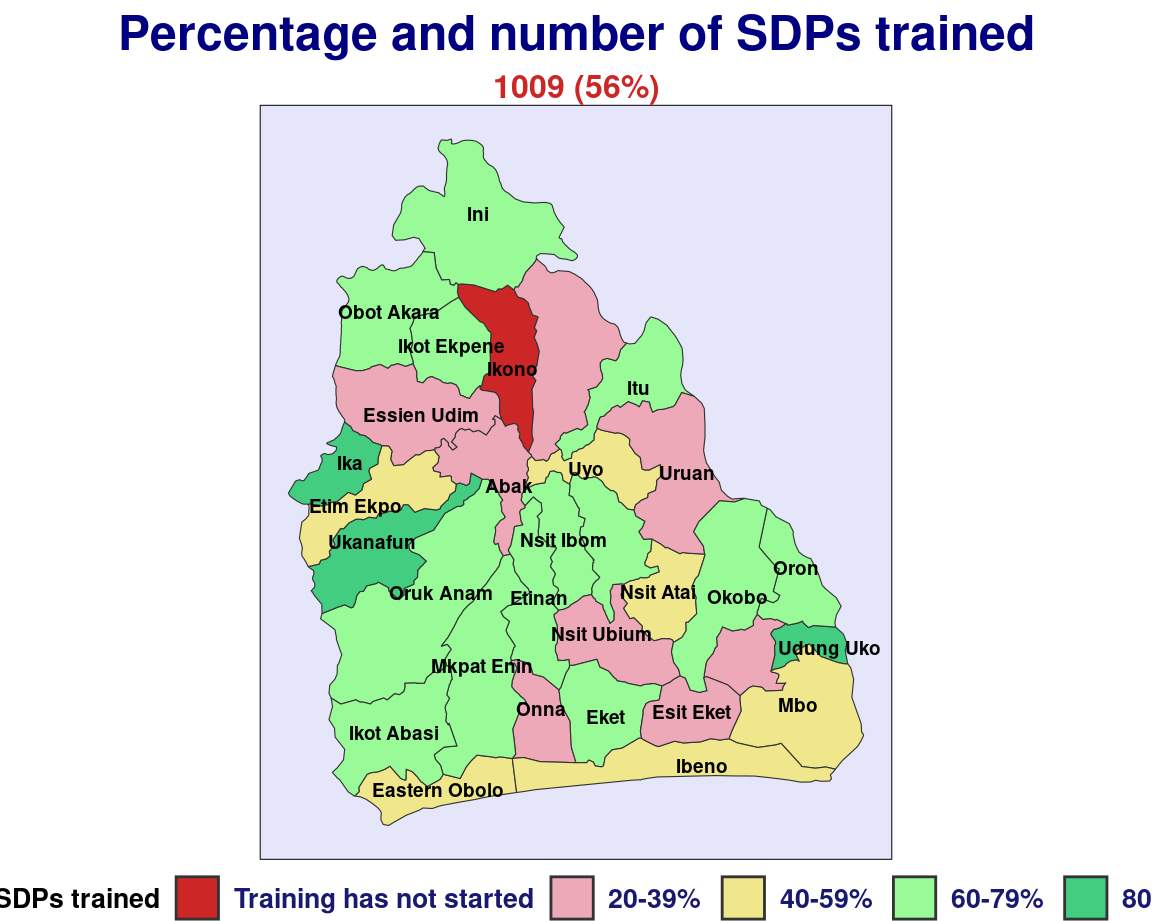 Percentage and number of SDPs trained
1009 (56%)
Ini
Obot Akara
Ikot Ekpene
Ikono
Itu
Essien Udim
Ika
Uyo
Uruan
Abak
Etim Ekpo
Ukanafun
Nsit Ibom
Oron
Oruk Anam
Etinan
Nsit Atai
Okobo
Nsit Ubium
Udung Uko
Mkpat Enin
Onna
Eket
Esit Eket
Mbo
Ikot Abasi
Ibeno
Eastern Obolo
SDPs trained Training has not started 20-39% 40-59% 60-79% 80